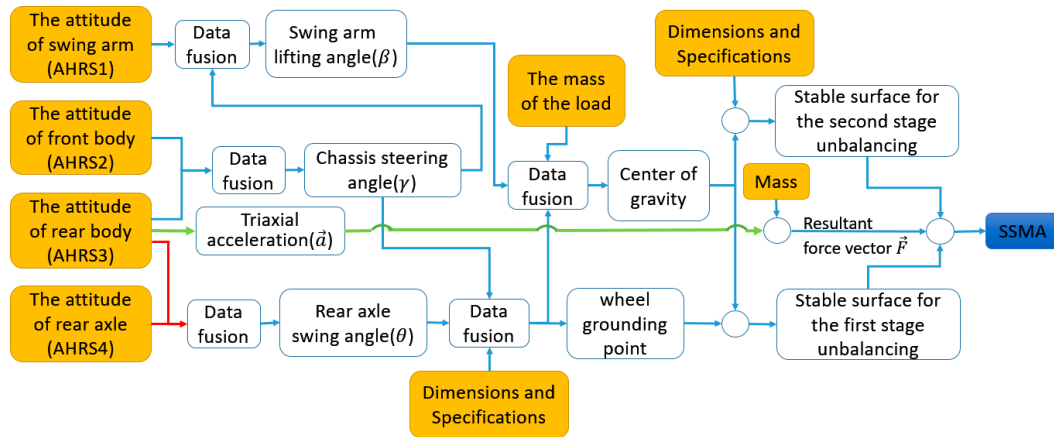 The attitude
of swing arm
(AHRS1)
Data
fusion
Swing arm
lifting angle(β)
Dimensions and
Specifications
The mass
of the load
The attitude
of front body
(AHRS2)
Stable surface for
the second stage
unbalancing
Data
fusion
Chassis steering
angle(γ)
Data
fusion
Center of
gravity
Mass
The attitude
of rear body
(AHRS3)
Triaxial
acceleration(a⃗)
Resultant
force vector F⃗
SSMA
The attitude
of rear axle
(AHRS4)
Data
fusion
Rear axle
swing angle(θ)
Data
fusion
wheel
grounding
point
Stable surface for
the first stage
unbalancing
Dimensions and
Specifications